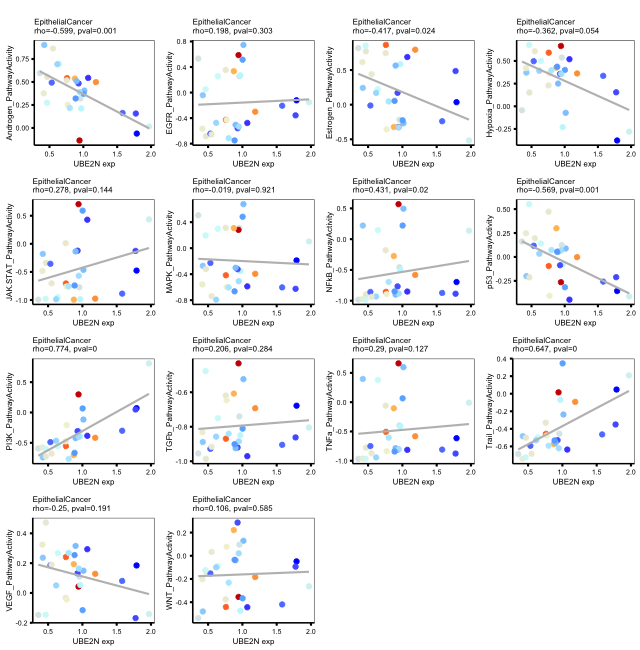 EpithelialCancer
rho=-0.599, pval=0.001
Androgen_PathwayActivity
0.75
0.50
0.25
0.00
0.5
1.0
1.5
2.0
UBE2N exp
EpithelialCancer
rho=0.198, pval=0.303
EGFR_PathwayActivity
0.8
0.4
0.0
-0.4
-0.8
0.5
1.0
1.5
2.0
UBE2N exp
EpithelialCancer
rho=-0.417, pval=0.024
Estrogen_PathwayActivity
0.5
0.0
-0.5
0.5
1.0
1.5
2.0
UBE2N exp
EpithelialCancer
rho=-0.362, pval=0.054
Hypoxia_PathwayActivity
0.50
0.25
0.00
-0.25
0.5
1.0
1.5
2.0
UBE2N exp
EpithelialCancer
rho=0.278, pval=0.144
JAK.STAT_PathwayActivity
0.5
0.0
-0.5
-1.0
0.5
1.0
1.5
2.0
UBE2N exp
EpithelialCancer
rho=-0.019, pval=0.921
MAPK_PathwayActivity
0.4
0.0
-0.4
-0.8
0.5
1.0
1.5
2.0
UBE2N exp
EpithelialCancer
rho=0.431, pval=0.02
NFkB_PathwayActivity
0.5
0.0
-0.5
-1.0
0.5
1.0
1.5
2.0
UBE2N exp
EpithelialCancer
rho=-0.569, pval=0.001
p53_PathwayActivity
0.50
0.25
0.00
-0.25
0.5
1.0
1.5
2.0
UBE2N exp
EpithelialCancer
rho=0.774, pval=0
PI3K_PathwayActivity
0.5
0.0
-0.5
0.5
1.0
1.5
2.0
UBE2N exp
EpithelialCancer
rho=0.206, pval=0.284
TGFb_PathwayActivity
-0.6
-0.8
-1.0
0.5
1.0
1.5
2.0
UBE2N exp
EpithelialCancer
rho=0.29, pval=0.127
TNFa_PathwayActivity
0.5
0.0
-0.5
-1.0
0.5
1.0
1.5
2.0
UBE2N exp
EpithelialCancer
rho=0.647, pval=0
Trail_PathwayActivity
0.4
0.2
0.0
-0.2
-0.4
-0.6
0.5
1.0
1.5
2.0
UBE2N exp
EpithelialCancer
rho=-0.25, pval=0.191
VEGF_PathwayActivity
0.4
0.2
0.0
-0.2
0.5
1.0
1.5
2.0
UBE2N exp
EpithelialCancer
rho=0.106, pval=0.585
WNT_PathwayActivity
0.2
0.0
-0.2
-0.4
0.5
1.0
1.5
2.0
UBE2N exp